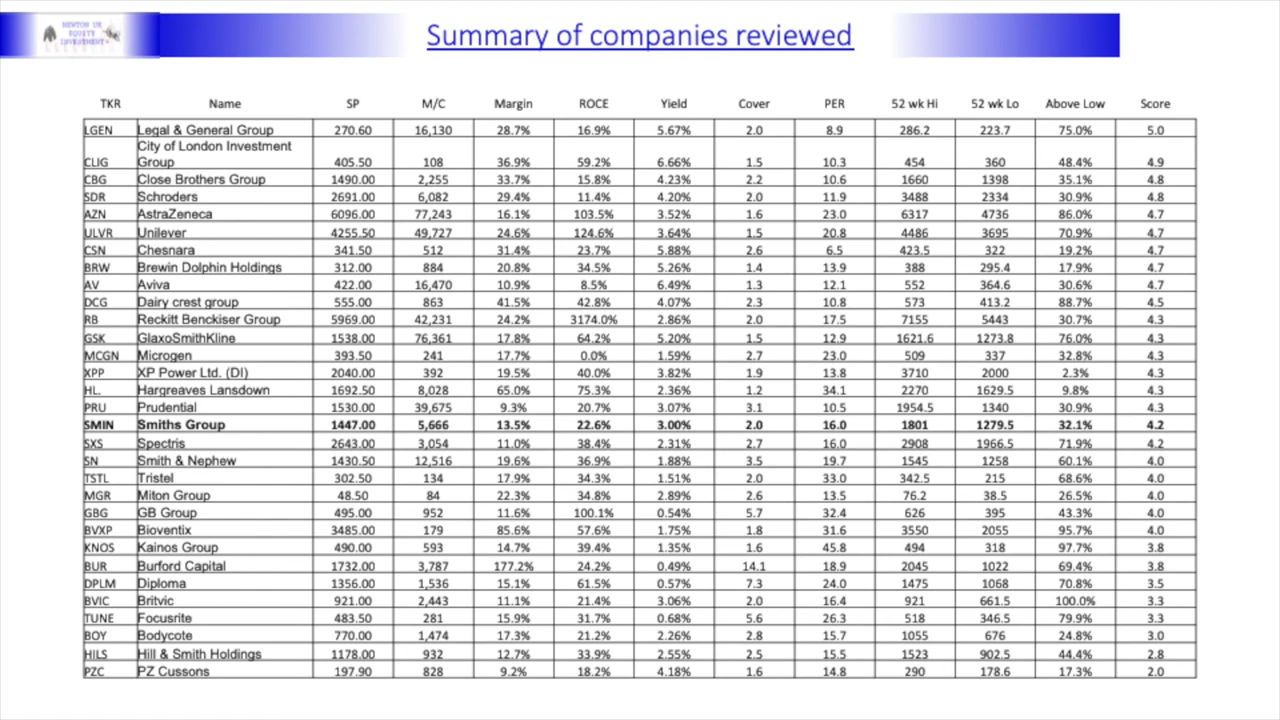 NEWTON UK
EQUITY
INVESTMENT+
Summary of companies reviewed
TKR Name SP M/C Margin ROCE Yield Cover PER 52 wk Hi 52 wk Lo Above Low Score
LGEN Legal & General Group 270.60 16,130 28.7% 16.9% 5.67% 2.0 8.9 286.2 223.7 75.0% 5.0
City of London Investment
CLIG Group 405.50 108 36.9% 59.2% 6.66% 1.5 10.3 454 360 48.4% 4.9
CBG Close Brothers Group 1490.00 2,255 33.7% 15.8% 4.23% 2.2 10.6 1660 1398 35.1% 4.8
SDR Schroders 2691.00 6,082 29.4% 11.4% 4.20% 2.0 11.9 3488 2334 30.9% 4.8
AZN AstraZeneca 6096.00 77,243 16.1% 103.5% 3.52% 1.6 23.0 6317 4736 86.0% 4.7
ULVR Unilever 4255.50 49,727 24.6% 124.6% 3.64% 1.5 20.8 4486 3695 70.9% 4.7
CSN Chesnara 341.50 512 31.4% 23.7% 5.88% 2.6 6.5 423.5 322 19.2% 4.7
BRW Brewin Dolphin Holdings 312.00 884 20.8% 34.5% 5.26% 1.4 13.9 388 295.4 17.9% 4.7
AV Aviva 422.00 16,470 10.9% 8.5% 6.49% 1.3 12.1 552 364.6 30.6% 4.7
DCG Dairy crest group 555.00 863 41.5% 42.8% 4.07% 2.3 10.8 573 413.2 88.7% 4.5
RB Reckitt Benckiser Group 5969.00 42,231 24.2% 3174.0% 2.86% 2.0 17.5 7155 5443 30.7% 4.3
GSK GlaxoSmithKline 1538.00 76,361 17.8% 64.2% 5.20% 1.5 12.9 1621.6 1273.8 76.0% 4.3
MCGN Microgen 393.50 241 17.7% 0.0% 1.59% 2.7 23.0 509 337 32.8% 4.3
XPP XP Power Ltd. (DI) 2040.00 392 19.5% 40.0% 3.82% 1.9 13.8 3710 2000 2.3% 4.3
HL. Hargreaves Lansdown 1692.50 8,028 65.0% 75.3% 2.36% 1.2 34.1 2270 1629.5 9.8% 4.3
PRU Prudential 1530.00 39,675 9.3% 20.7% 3.07% 3.1 10.5 1954.5 1340 30.9% 4.3
SMIN Smiths Group 1447.00 5,666 13.5% 22.6% 3.00% 2.0 16.0 1801 1279.5 32.1% 4.2
SXS Spectris 2643.00 3,054 11.0% 38.4% 2.31% 2.7 16.0 2908 1966.5 71.9% 4.2
SN Smith & Nephew 1430.50 12,516 19.6% 36.9% 1.88% 3.5 19.7 1545 1258 60.1% 4.0
TSTL Tristel 302.50 134 17.9% 34.3% 1.51% 2.0 33.0 342.5 215 68.6% 4.0
MGR Miton Group 48.50 84 22.3% 34.8% 2.89% 2.6 13.5 76.2 38.5 26.5% 4.0
GBG GB Group 495.00 952 11.6% 100.1% 0.54% 5.7 32.4 626 395 43.3% 4.0
BVXP Bioventix 3485.00 179 85.6% 57.6% 1.75% 1.8 31.6 3550 2055 95.7% 4.0
KNOS Kainos Group 490.00 593 14.7% 39.4% 1.35% 1.6 45.8 494 318 97.7% 3.8
BUR Burford Capital 1732.00 3,787 177.2% 24.2% 0.49% 14.1 18.9 2045 1022 69.4% 3.8
DPLM Diploma 1356.00 1,536 15.1% 61.5% 0.57% 7.3 24.0 1475 1068 70.8% 3.5
BVIC Britvic 921.00 2,443 11.1% 21.4% 3.06% 2.0 16.4 921 661.5 100.0% 3.3
TUNE Focusrite 483.50 281 15.9% 31.7% 0.68% 5.6 26.3 518 346.5 79.9% 3.3
BOY Bodycote 770.00 1,474 17.3% 21.2% 2.26% 2.8 15.7 1055 676 24.8% 3.0
HILS Hill & Smith Holdings 1178.00 932 12.7% 33.9% 2.55% 2.5 15.5 1523 902.5 44.4% 2.8
PZC PZ Cussons 197.90 828 9.2% 18.2% 4.18% 1.6 14.8 290 178.6 17.3% 2.0